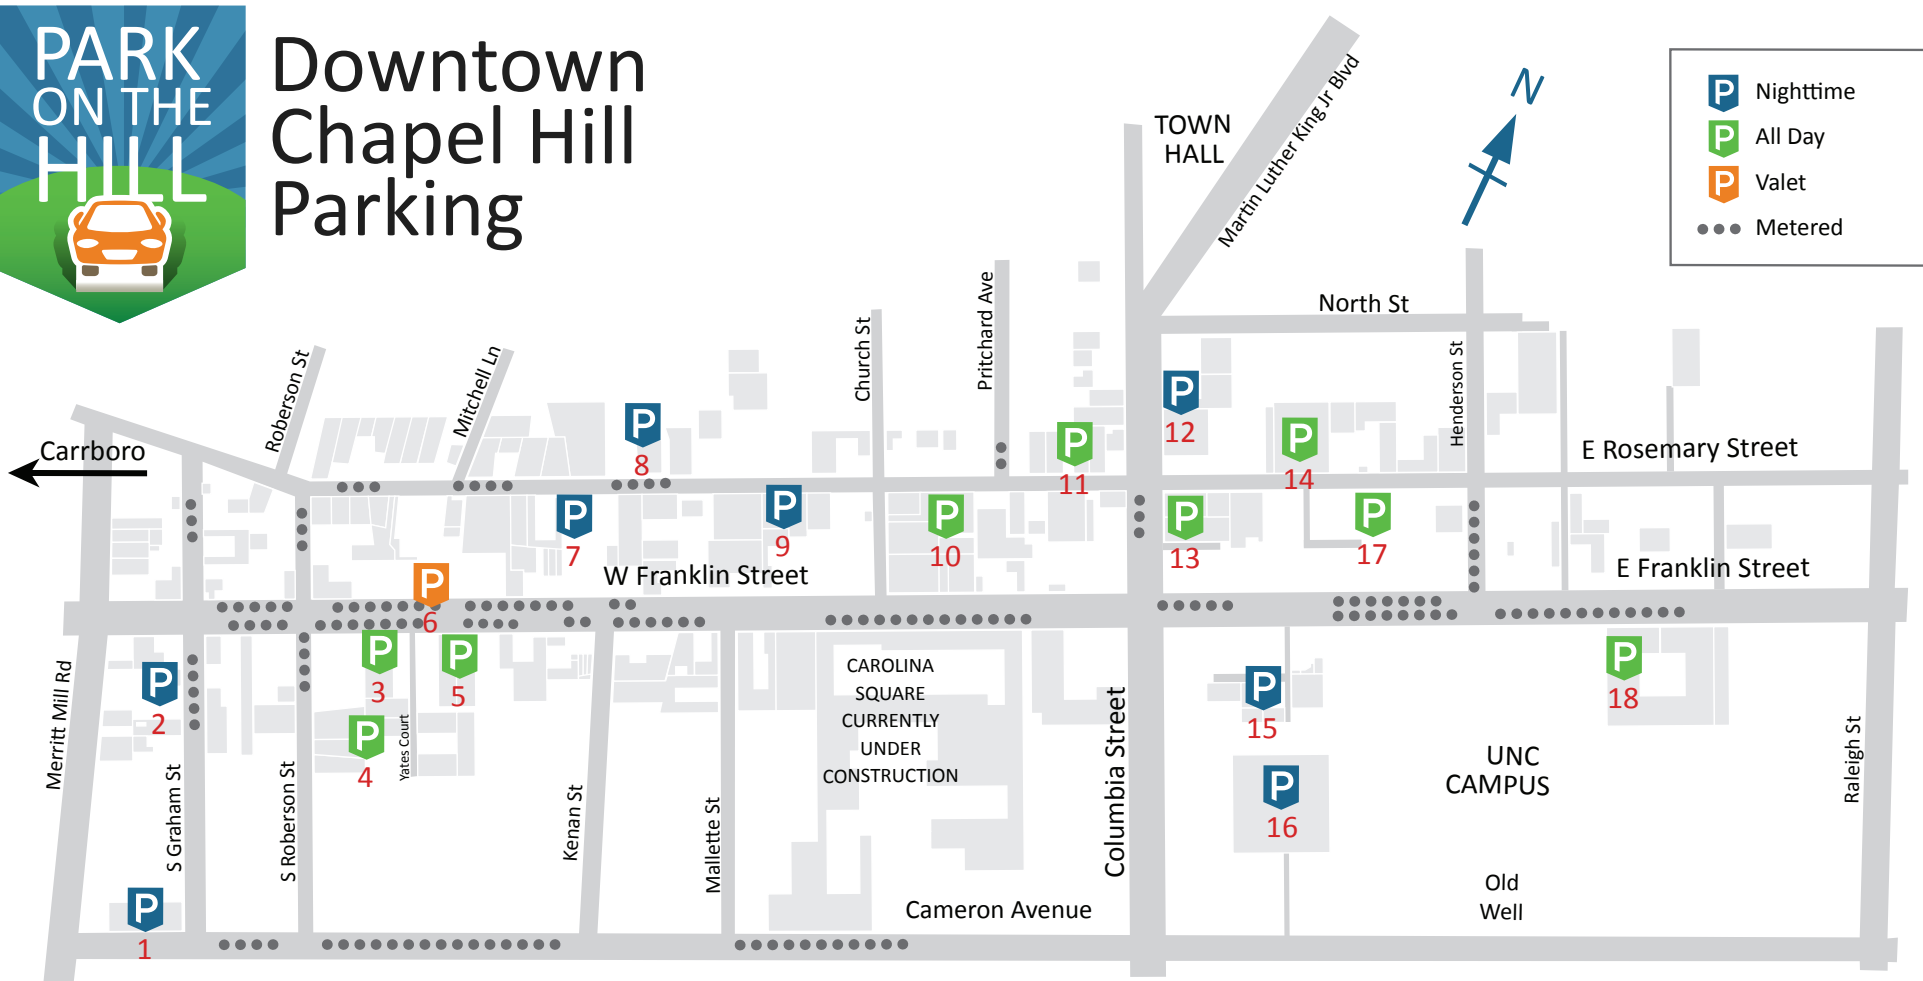 PARK
ON THE
HILL
Downtown
Chapel Hill
Parking
P Nighttime
P All Day
P Valet
Metered
N
TOWN
HALL
Martin Luther King Jr Blvd
North St
Pritchard Ave
Church St
Henderson St
Roberson St
Mitchell Ln
Carrboro
E Rosemary Street
P
8
P
11
P
12
P
14
P
7
P
9
P
10
P
13
P
17
W Franklin Street
E Franklin Street
P
6
P
2
P
3
P
5
P
4
Yates Court
CAROLINA
SQUARE
CURRENTLY
UNDER
CONSTRUCTION
P
15
P
16
P
18
UNC
CAMPUS
Merritt Mill Rd
S Graham St
S Roberson St
Kenan St
Mallette St
Columbia Street
Raleigh St
Old
Well
Cameron Avenue
P
1